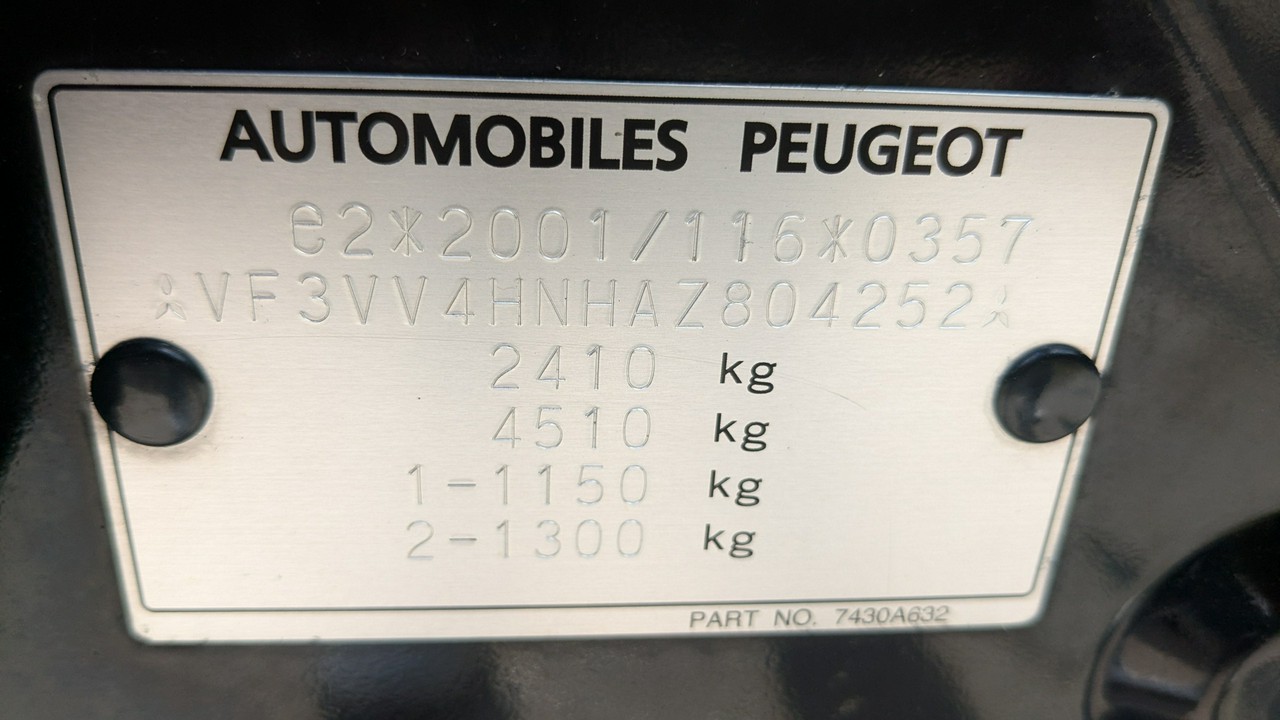 AUTOMOBILES PEUGEOT
e2*2001/116*0357
VF3VV4HNHAZ804252
2410 kg
4510 kg
1-1150 kg
2-1300 kg
PART NO. 7430A632